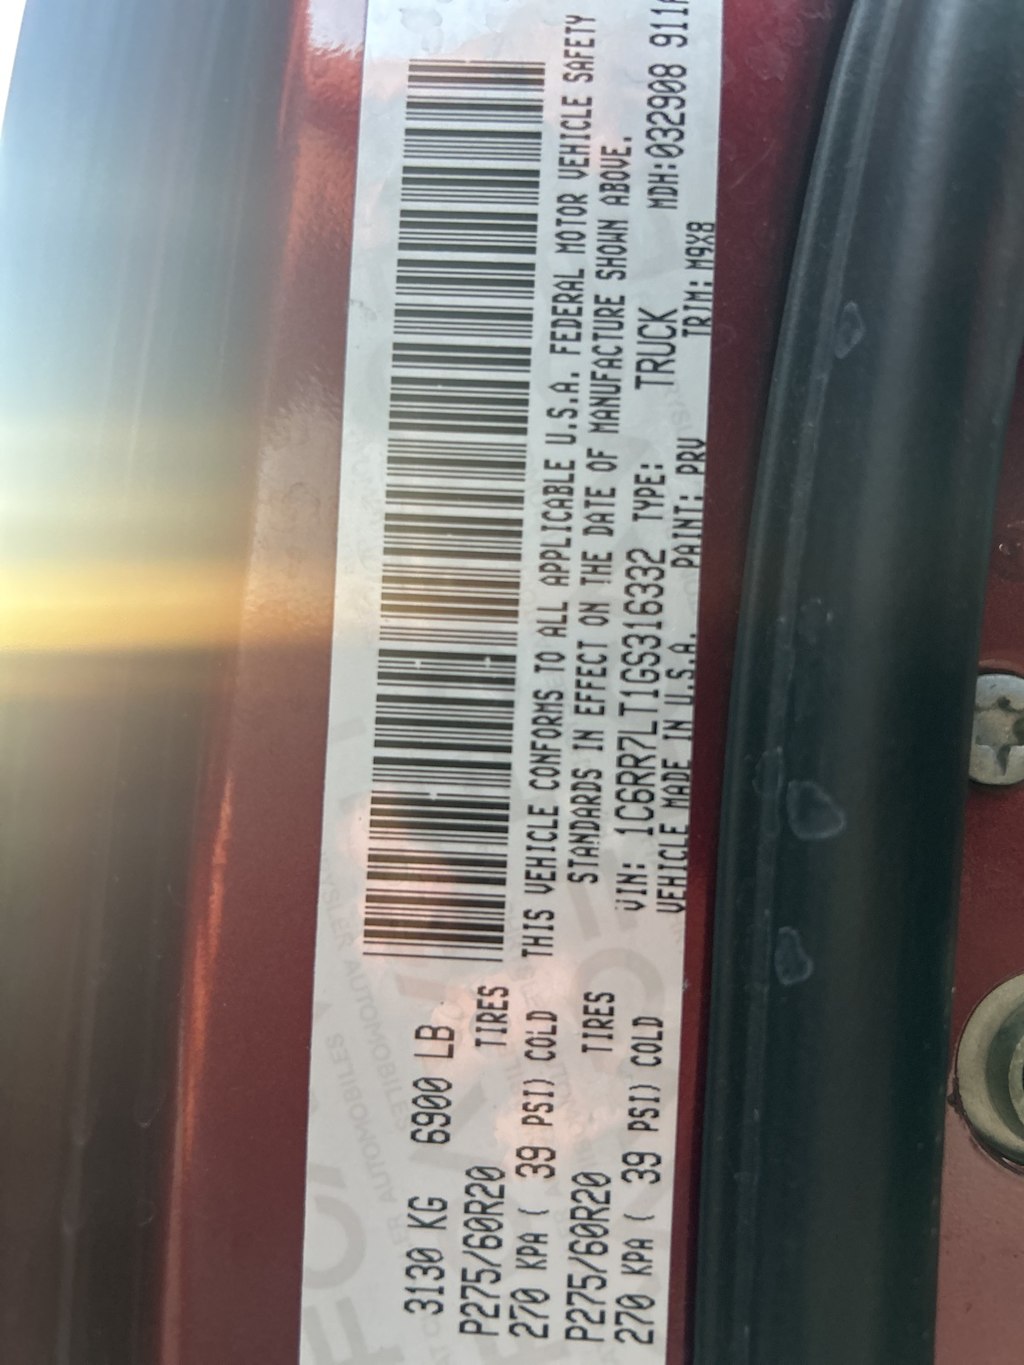 3130 KG 6900 LB
P275/60R20 TIRES
270 KPA ( 39 PSI) COLD
P275/60R20 TIRES
270 KPA ( 39 PSI) COLD
THIS VEHICLE CONFORMS TO ALL APPLICABLE U.S.A. FEDERAL MOTOR VEHICLE SAFETY
STANDARDS IN EFFECT ON THE DATE OF MANUFACTURE SHOWN ABOVE.
VIN: 1C6RR7LT1GS316332 TYPE: TRUCK MDH:032908 911
VEHICLE MADE IN U.S.A. PAINT: PRV TRIM: M9X8